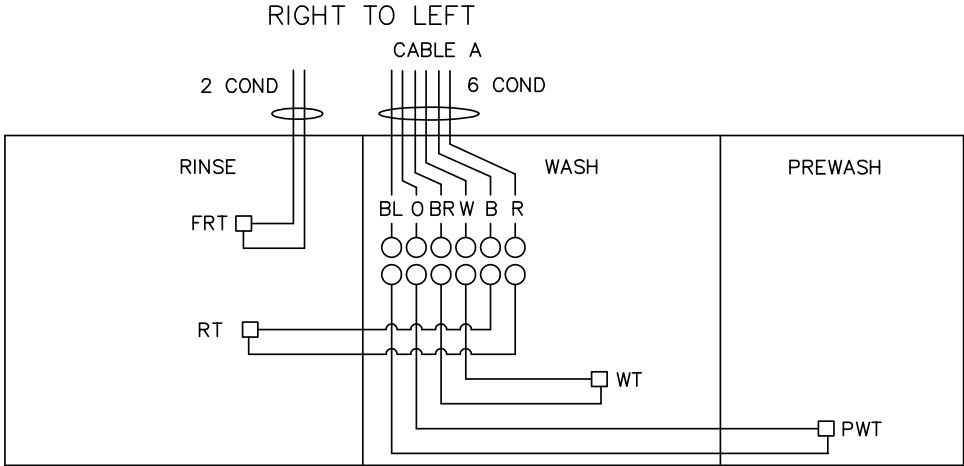 RIGHT TO LEFT
CABLE A
2 COND
6 COND
RINSE
WASH
PREWASH
FRT
BL O BR W B R
RT
WT
PWT